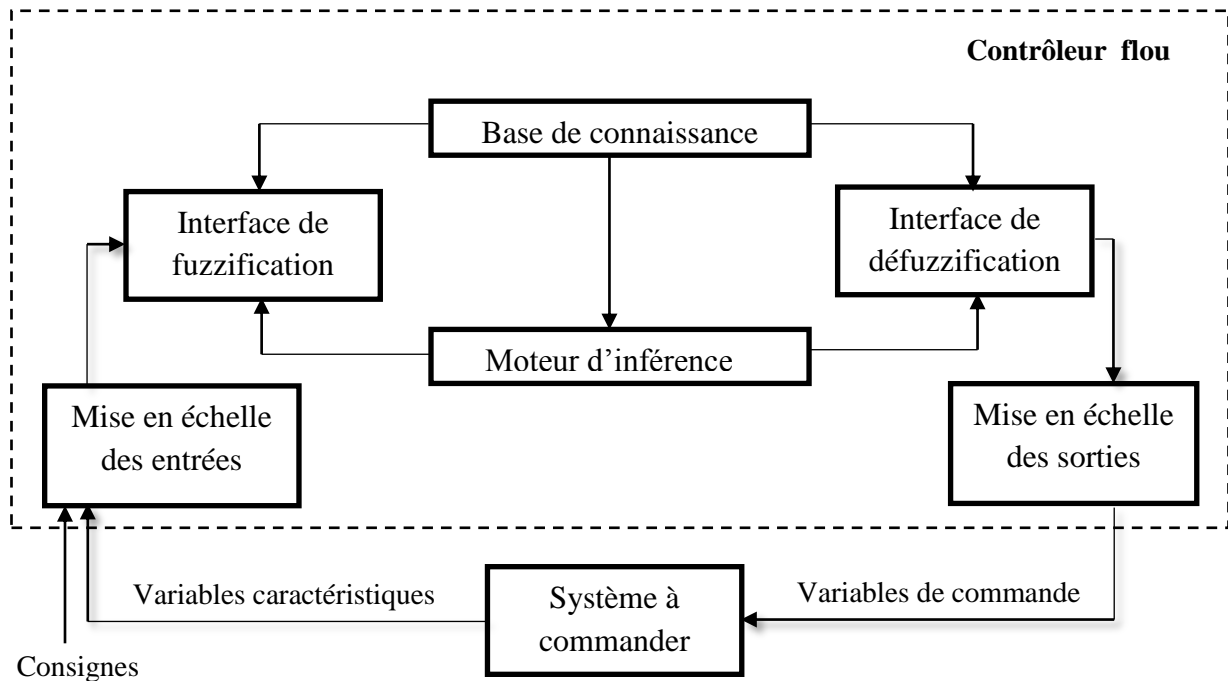 Contrôleur flou
Base de connaissance
Interface de
fuzzification
Interface de
défuzzification
Moteur d’inférence
Mise en échelle
des entrées
Mise en échelle
des sorties
Variables caractéristiques
Système à
commander
Variables de commande
Consignes